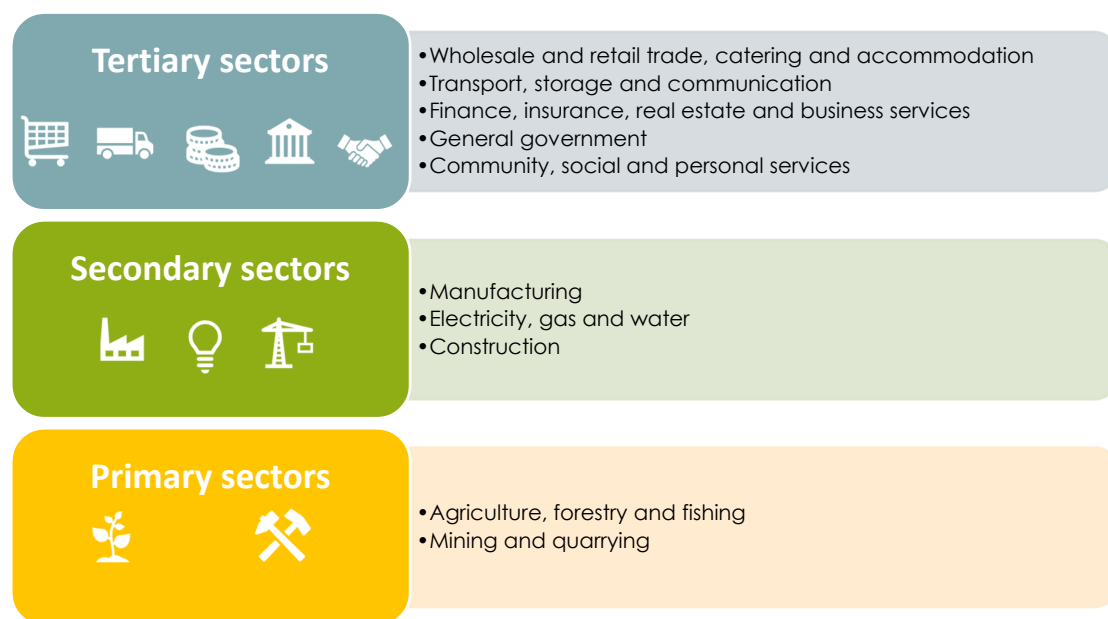 Tertiary sectors
•Wholesale and retail trade, catering and accommodation
•Transport, storage and communication
•Finance, insurance, real estate and business services
•General government
•Community, social and personal services
Secondary sectors
•Manufacturing
•Electricity, gas and water
•Construction
Primary sectors
•Agriculture, forestry and fishing
•Mining and quarrying